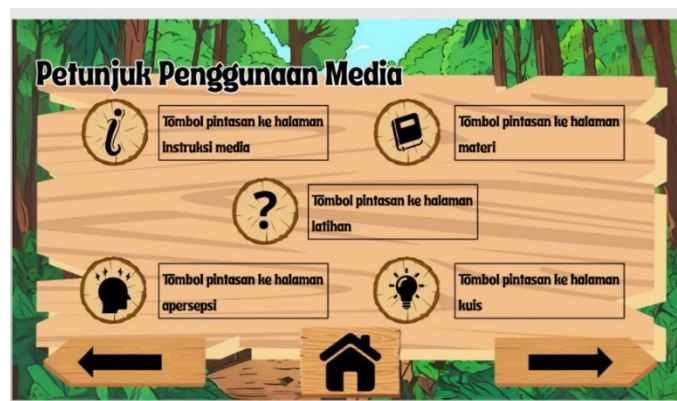 Petunjuk Penggunaan Media
i
Tombol pintasan ke halaman
instruksi media
Tombol pintasan ke halaman
materi
?
Tombol pintasan ke halaman
latihan
Tombol pintasan ke halaman
apersepsi
Tombol pintasan ke halaman
kuis